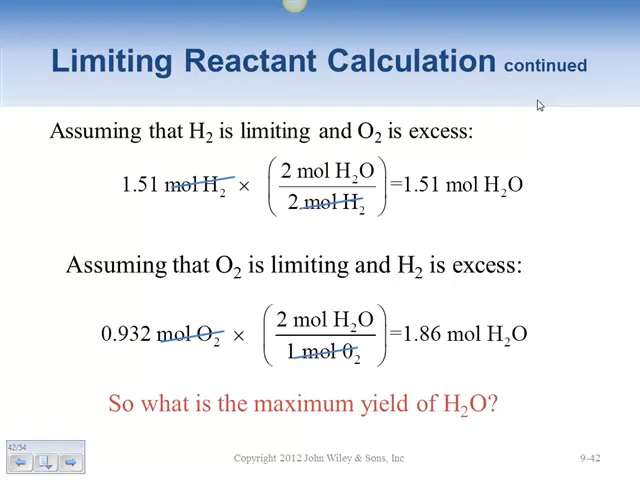 Limiting Reactant Calculation continued
Assuming that H₂ is limiting and O₂ is excess:
1.51 mol H₂ × (2 mol H₂O / 2 mol H₂) =1.51 mol H₂O
Assuming that O₂ is limiting and H₂ is excess:
0.932 mol O₂ × (2 mol H₂O / 1 mol 0₂) =1.86 mol H₂O
So what is the maximum yield of H₂O?
42/54
Copyright 2012 John Wiley & Sons, Inc
9-42